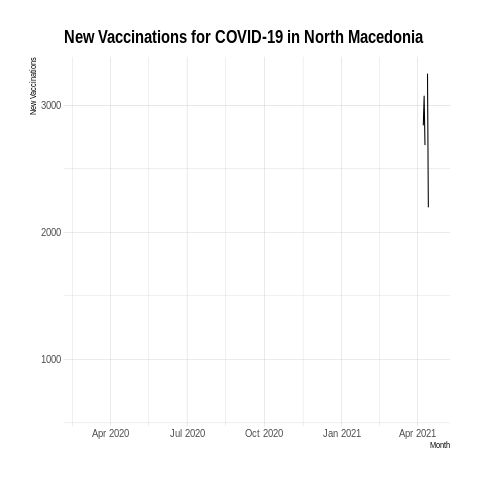 New Vaccinations for COVID-19 in North Macedonia
New Vaccinations
3000
2000
1000
Apr 2020 Jul 2020 Oct 2020 Jan 2021 Apr 2021
Month